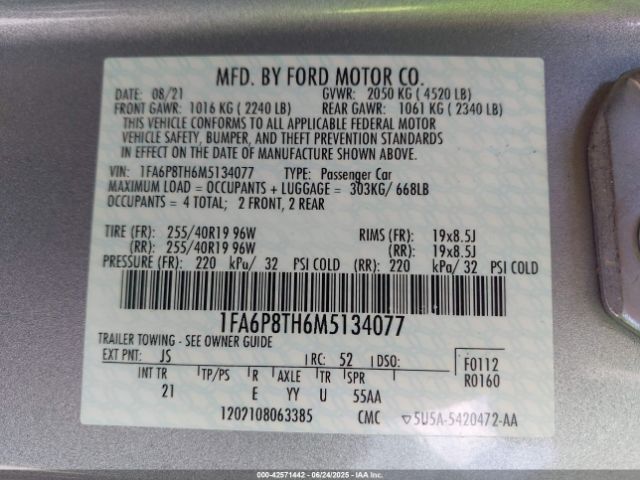 MFD. BY FORD MOTOR CO.
DATE: 08/21 GVWR: 2050 KG (4520 LB)
FRONT GAWR: 1016 KG (2240 LB) REAR GAWR: 1061 KG (2340 LB)
THIS VEHICLE CONFORMS TO ALL APPLICABLE FEDERAL MOTOR
VEHICLE SAFETY, BUMPER, AND THEFT PREVENTION STANDARDS
IN EFFECT ON THE DATE OF MANUFACTURE SHOWN ABOVE.
VIN: 1FA6P8TH6M5134077 TYPE: Passenger Car
MAXIMUM LOAD = OCCUPANTS + LUGGAGE = 303KG/ 668LB
OCCUPANTS = 4 TOTAL; 2 FRONT, 2 REAR
TIRE (FR): 255/40R19 96W RIMS (FR): 19x8.5J
(RR): 255/40R19 96W (RR): 19x8.5J
PRESSURE (FR): 220 kPa/ 32 PSI COLD (RR): 220 kPa/ 32 PSI COLD
1FA6P8TH6M5134077
TRAILER TOWING - SEE OWNER GUIDE
EXT PNT: JS RC: 52 DSO: F0112
INT TR TP/PS R AXLE TR SPR R0160
21 E YY U 55AA
1202108063385 CMC 5U5A-5420472-AA
000-42571442 - 06/24/2025 - IAAI.COM